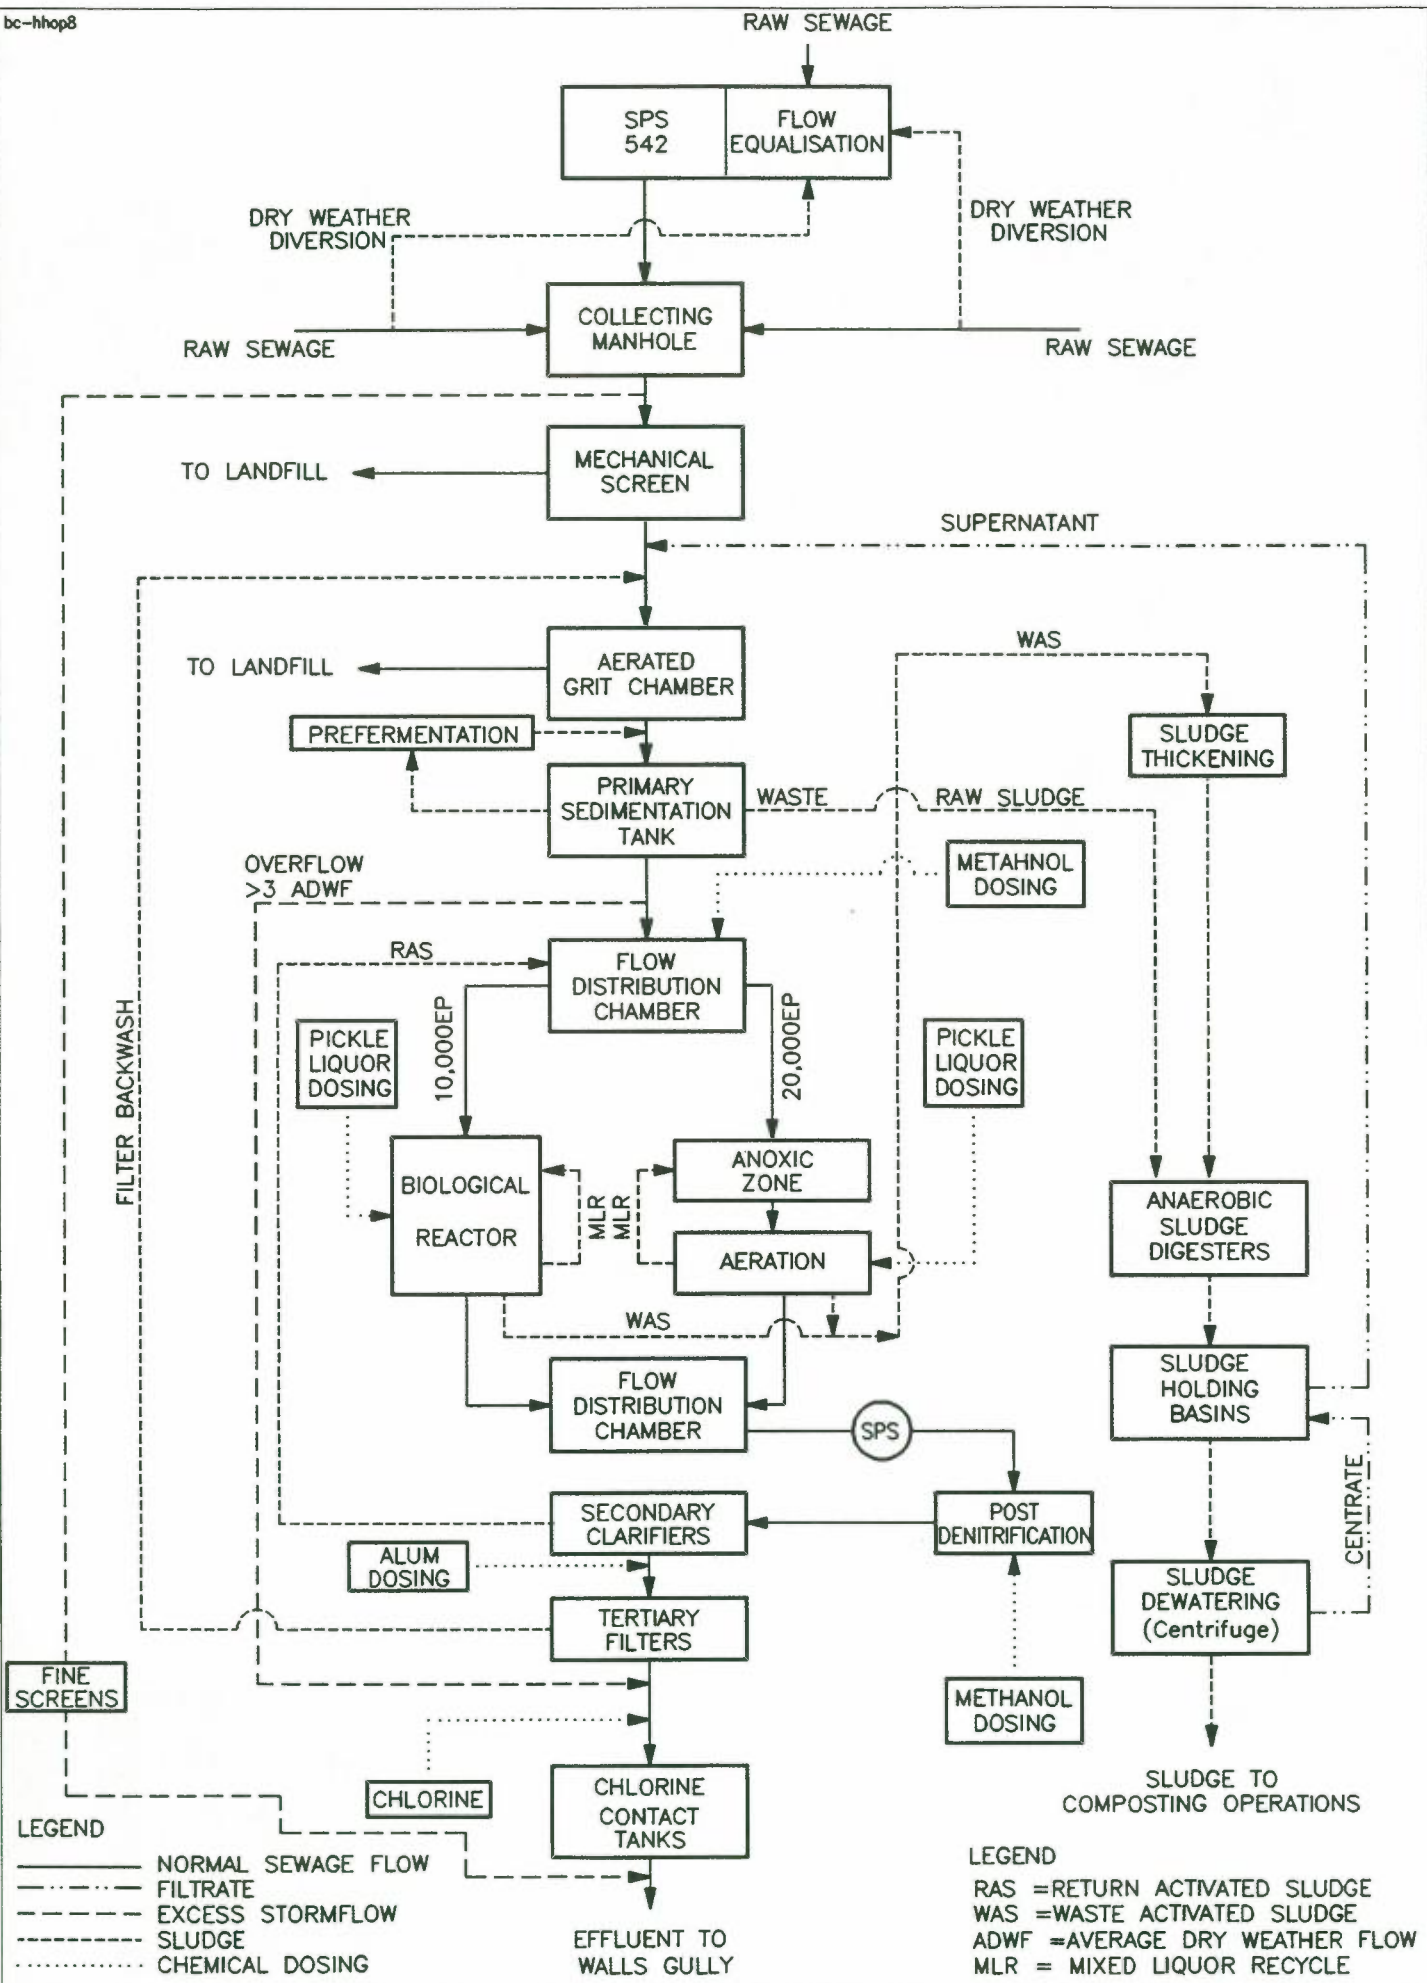 bc-hhop8
RAW SEWAGE
SPS
542
FLOW
EQUALISATION
DRY WEATHER
DIVERSION
DRY WEATHER
DIVERSION
COLLECTING
MANHOLE
RAW SEWAGE
RAW SEWAGE
MECHANICAL
SCREEN
TO LANDFILL
SUPERNATANT
AERATED
GRIT CHAMBER
TO LANDFILL
WAS
SLUDGE
THICKENING
PREFERMENTATION
PRIMARY
SEDIMENTATION
TANK
WASTE
RAW SLUDGE
OVERFLOW
>3 ADWF
METAHNOL
DOSING
RAS
FLOW
DISTRIBUTION
CHAMBER
10,000EP
20,000EP
PICKLE
LIQUOR
DOSING
PICKLE
LIQUOR
DOSING
FILTER BACKWASH
BIOLOGICAL
REACTOR
MLR
MLR
ANOXIC
ZONE
AERATION
ANAEROBIC
SLUDGE
DIGESTERS
WAS
FLOW
DISTRIBUTION
CHAMBER
SPS
SLUDGE
HOLDING
BASINS
CENTRATE
SECONDARY
CLARIFIERS
POST
DENITRIFICATION
ALUM
DOSING
SLUDGE
DEWATERING
(Centrifuge)
TERTIARY
FILTERS
FINE
SCREENS
METHANOL
DOSING
CHLORINE
CHLORINE
CONTACT
TANKS
SLUDGE TO
COMPOSTING OPERATIONS
EFFLUENT TO
WALLS GULLY
LEGEND
NORMAL SEWAGE FLOW
FILTRATE
EXCESS STORMFLOW
SLUDGE
CHEMICAL DOSING
LEGEND
RAS =RETURN ACTIVATED SLUDGE
WAS =WASTE ACTIVATED SLUDGE
ADWF =AVERAGE DRY WEATHER FLOW
MLR = MIXED LIQUOR RECYCLE